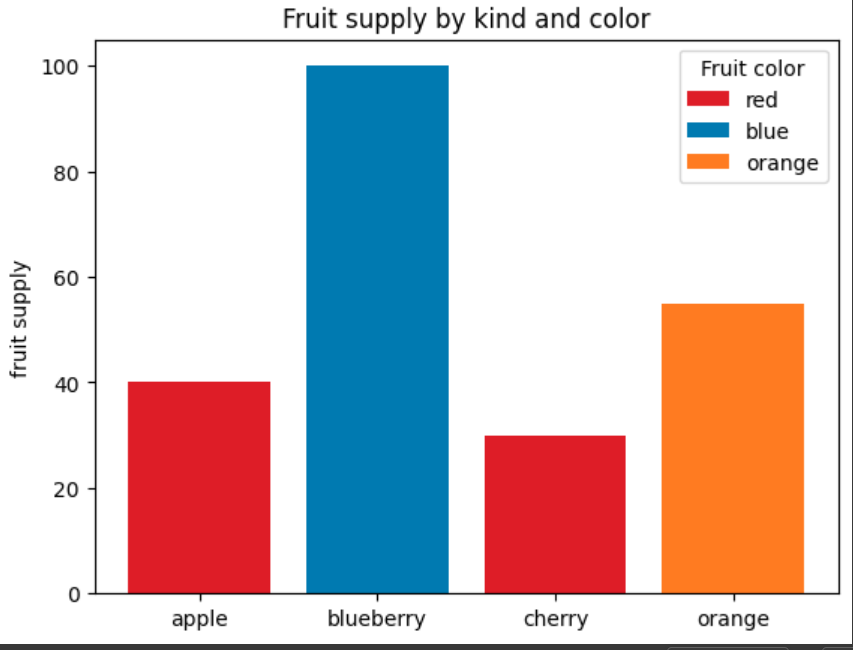 Fruit supply by kind and color
Fruit color
red
blue
orange
fruit supply
100
80
60
40
20
0
apple blueberry cherry orange